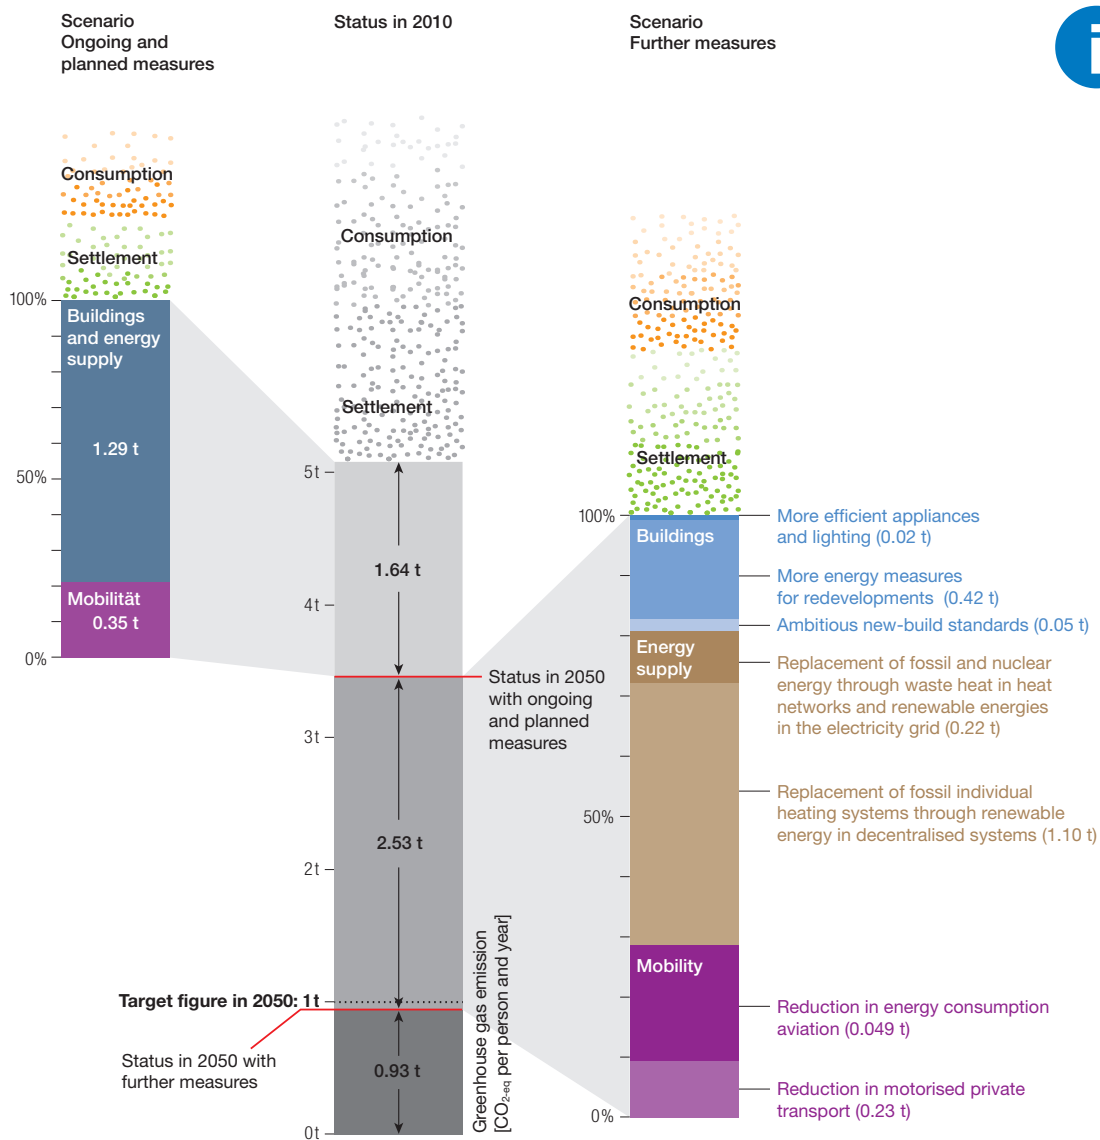 Scenario
Ongoing and
planned measures
Status in 2010
Scenario
Further measures
i
Consumption
Settlement
100%
Buildings
and energy
supply
1.29 t
50%
Mobilität
0.35 t
0%
Consumption
Settlement
5t
1.64 t
4t
Status in 2050
with ongoing
and planned
measures
3t
2.53 t
2t
Target figure in 2050: 1t
Status in 2050 with
further measures
0.93 t
0t
Greenhouse gas emission
[CO2-eq per person and year]
Consumption
Settlement
100%
Buildings
More efficient appliances
and lighting (0.02 t)
More energy measures
for redevelopments (0.42 t)
Ambitious new-build standards (0.05 t)
Energy
supply
Replacement of fossil and nuclear
energy through waste heat in heat
networks and renewable energies
in the electricity grid (0.22 t)
50%
Replacement of fossil individual
heating systems through renewable
energy in decentralised systems (1.10 t)
Mobility
Reduction in energy consumption
aviation (0.049 t)
Reduction in motorised private
transport (0.23 t)
0%